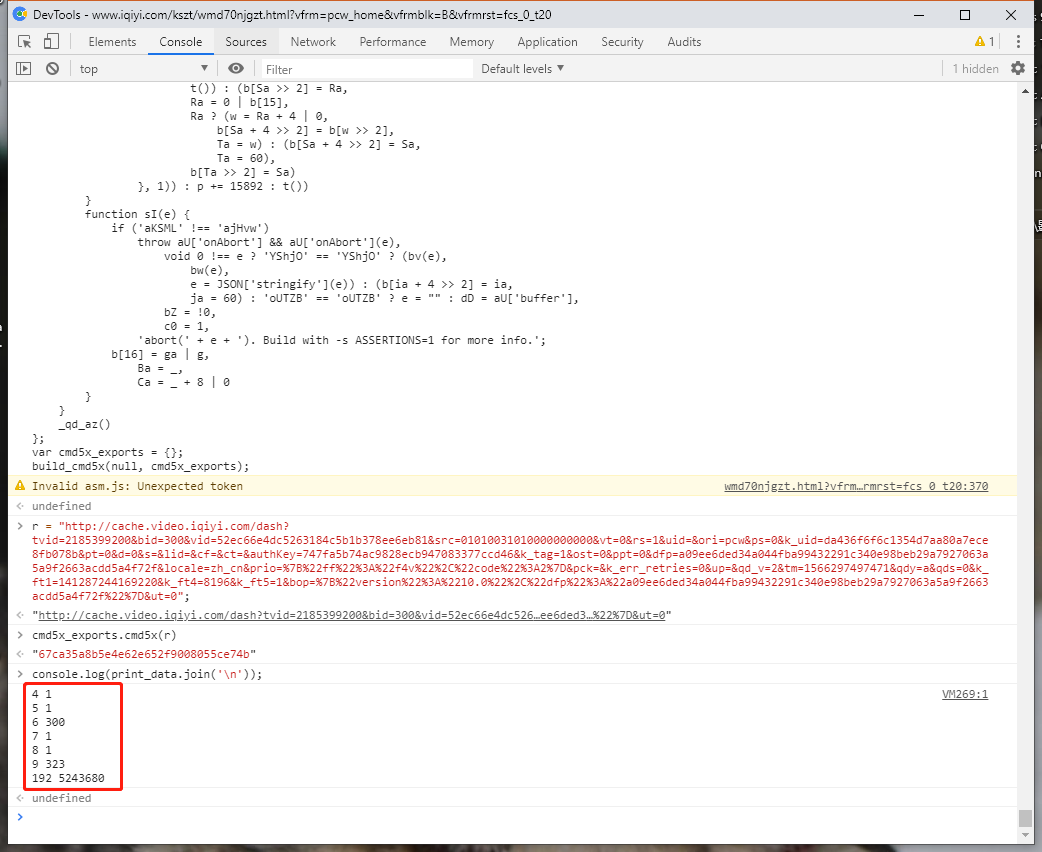 DevTools - www.iqiyi.com/kszt/wmd70njgzt.html?vfrm=pcw_home&vfrmblk=B&vfrmrst=fcs_0_t20
Elements Console Sources Network Performance Memory Application Security Audits 1
top Filter Default levels 1 hidden
t()) : (b[Sa >> 2] = Ra,
Ra = 0 | b[15],
Ra ? (w = Ra + 4 | 0,
b[Sa + 4 >> 2] = b[w >> 2],
Ta = w) : (b[Sa + 4 >> 2] = Sa,
Ta = 60),
b[Ta >> 2] = Sa)
}, 1)) : p += 15892 : t())
}
function sI(e) {
if ('aKSML' !== 'ajHvw')
throw aU['onAbort'] && aU['onAbort'](e),
void 0 !== e ? 'YShjO' == 'YShjO' ? (bv(e),
bw(e),
e = JSON['stringify'](e)) : (b[ia + 4 >> 2] = ia,
ja = 60) : 'oUTZB' == 'oUTZB' ? e = "" : dD = aU['buffer'],
bZ = !0,
c0 = 1,
'abort(' + e + '). Build with -s ASSERTIONS=1 for more info.';
b[16] = ga | g,
Ba = _,
Ca = _ + 8 | 0
}
}
_qd_az()
};
var cmd5x_exports = {};
build_cmd5x(null, cmd5x_exports);
Invalid asm.js: Unexpected token wmd70njgzt.html?vfrm…rmrst=fcs_0_t20:370
undefined
r = "http://cache.video.iqiyi.com/dash?
tvid=2185399200&bid=300&vid=52ec66e4dc5263184c5b1b378ee6eb81&src=01010031010000000000&vt=0&rs=1&uid=&ori=pcw&ps=0&k_uid=da436f6f6c1354d7aa80a7ece
8fb078b&pt=0&d=0&s=&lid=&cf=&ct=&authKey=747fa5b74ac9828ecb947083377ccd46&k_tag=1&ost=0&ppt=0&dfp=a09ee6ded34a044fba99432291c340e98beb29a7927063a
5a9f2663acdd5a4f72f&locale=zh_cn&prio=%7B%22ff%22%3A%22f4v%22%2C%22code%22%3A2%7D&pck=&k_err_retries=0&up=&qd_v=2&tm=1566297497471&qdy=a&qds=0&k_
ft1=141287244169220&k_ft4=8196&k_ft5=1&bop=%7B%22version%22%3A%2210.0%22%2C%22dfp%22%3A%22a09ee6ded34a044fba99432291c340e98beb29a7927063a5a9f2663
acdd5a4f72f%22%7D&ut=0";
"http://cache.video.iqiyi.com/dash?tvid=2185399200&bid=300&vid=52ec66e4dc526…ee6ded3…%22%7D&ut=0"
cmd5x_exports.cmd5x(r)
"67ca35a8b5e4e62e652f9008055ce74b"
console.log(print_data.join('\n'));
4 1 VM269:1
5 1
6 300
7 1
8 1
9 323
192 5243680
undefined